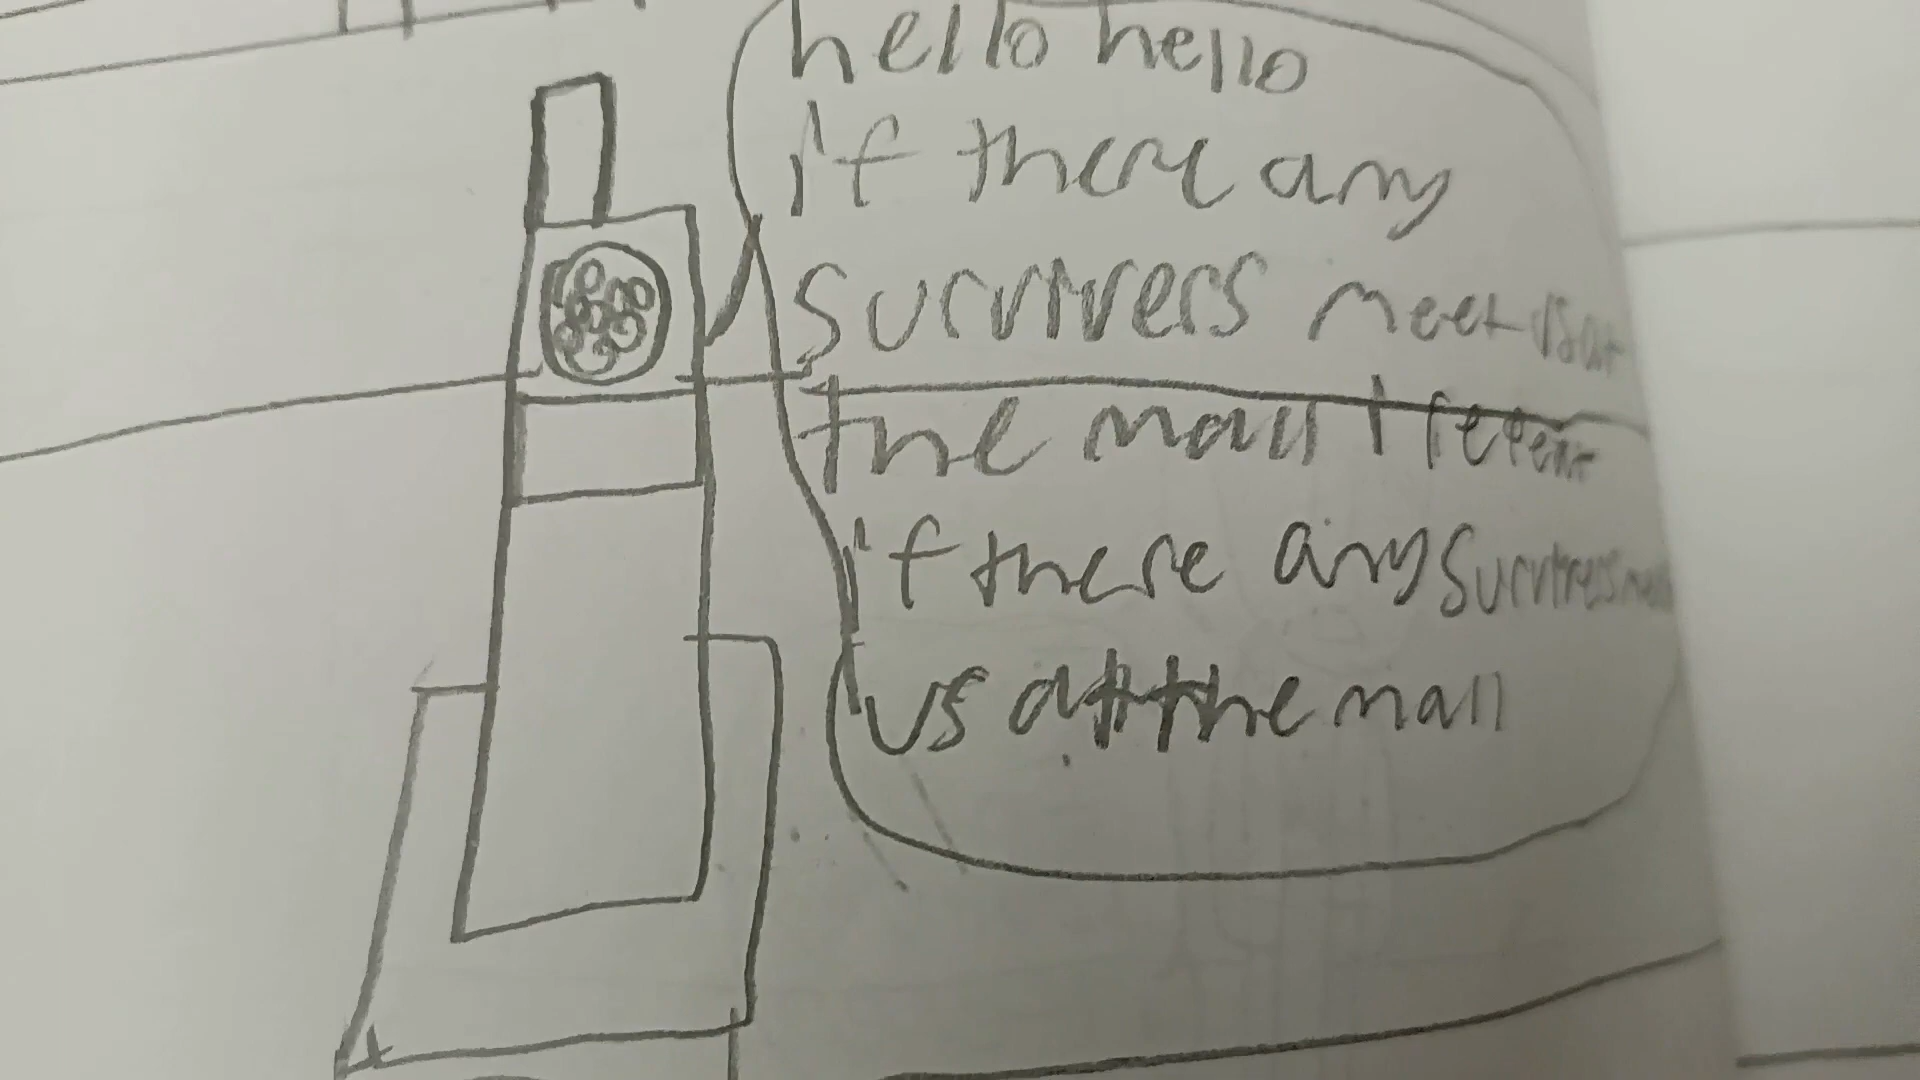 hello hello
if there any
survivers meet us at
the mall I repeat
if there any survivers
us at the mall